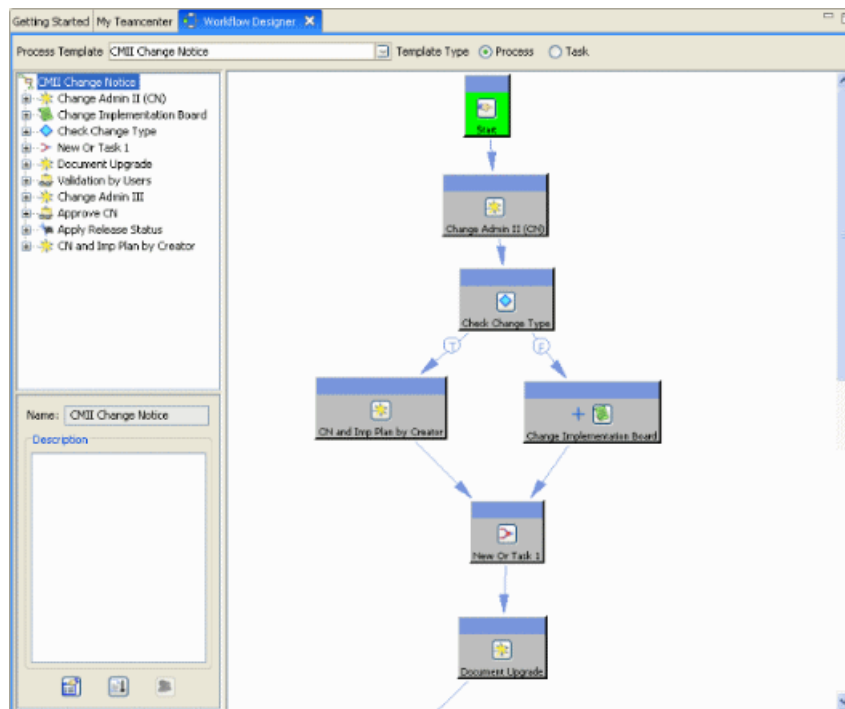 Getting Started My Teamcenter Workflow Designer
Process Template CMII Change Notice Template Type Process Task
CMII Change Notice
Change Admin II (CN)
Change Implementation Board
Check Change Type
New Or Task 1
Document Upgrade
Validation by Users
Change Admin III
Approve CN
Apply Release Status
CN and Imp Plan by Creator
Name: CMII Change Notice
Description
Start
Change Admin II (CN)
Check Change Type
T F
CN and Imp Plan by Creator
Change Implementation Board
New Or Task 1
Document Upgrade